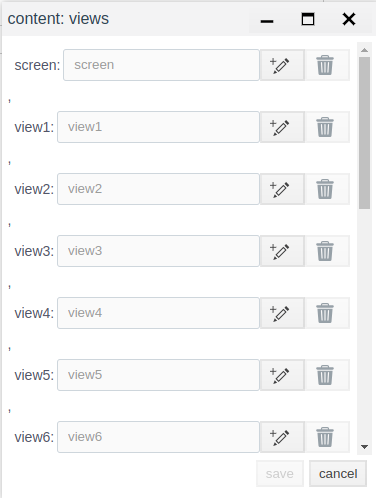 content: views
screen: screen
,
view1: view1
,
view2: view2
,
view3: view3
,
view4: view4
,
view5: view5
,
view6: view6
save cancel